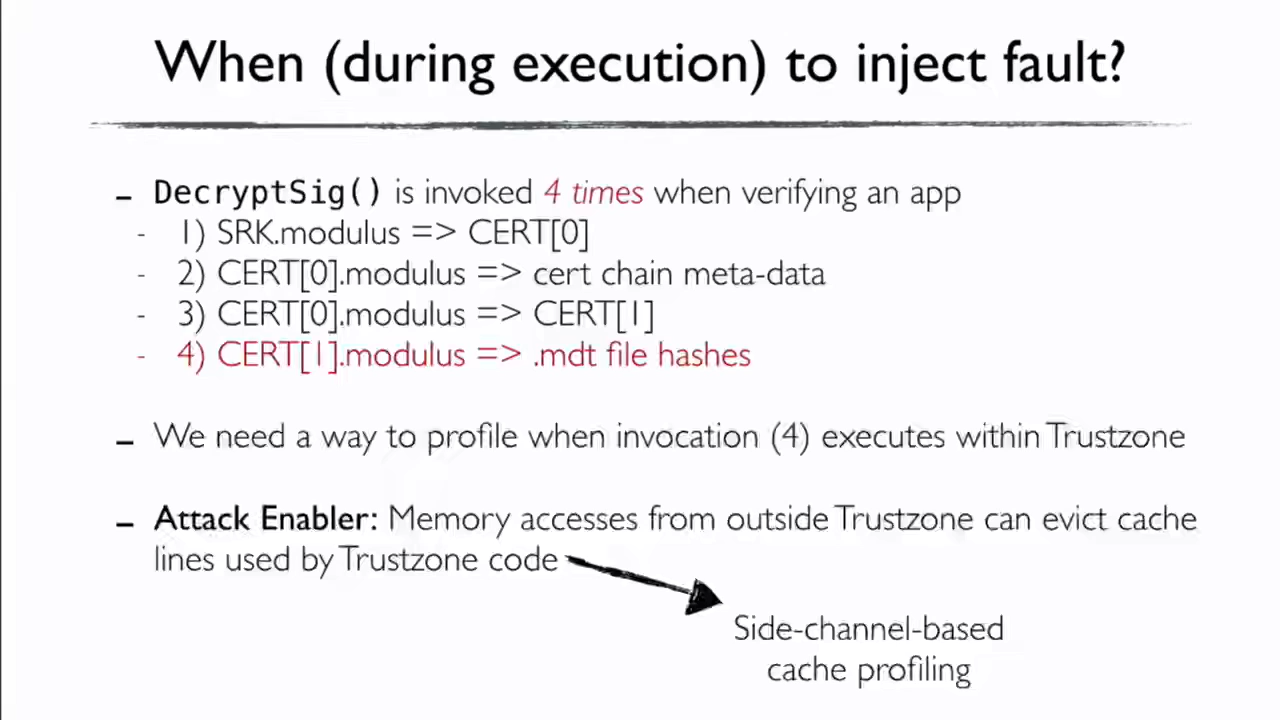 When (during execution) to inject fault?
- DecryptSig() is invoked 4 times when verifying an app
- 1) SRK.modulus => CERT[0]
- 2) CERT[0].modulus => cert chain meta-data
- 3) CERT[0].modulus => CERT[1]
- 4) CERT[1].modulus => .mdt file hashes
- We need a way to profile when invocation (4) executes within Trustzone
- Attack Enabler: Memory accesses from outside Trustzone can evict cache
lines used by Trustzone code
Side-channel-based
cache profiling